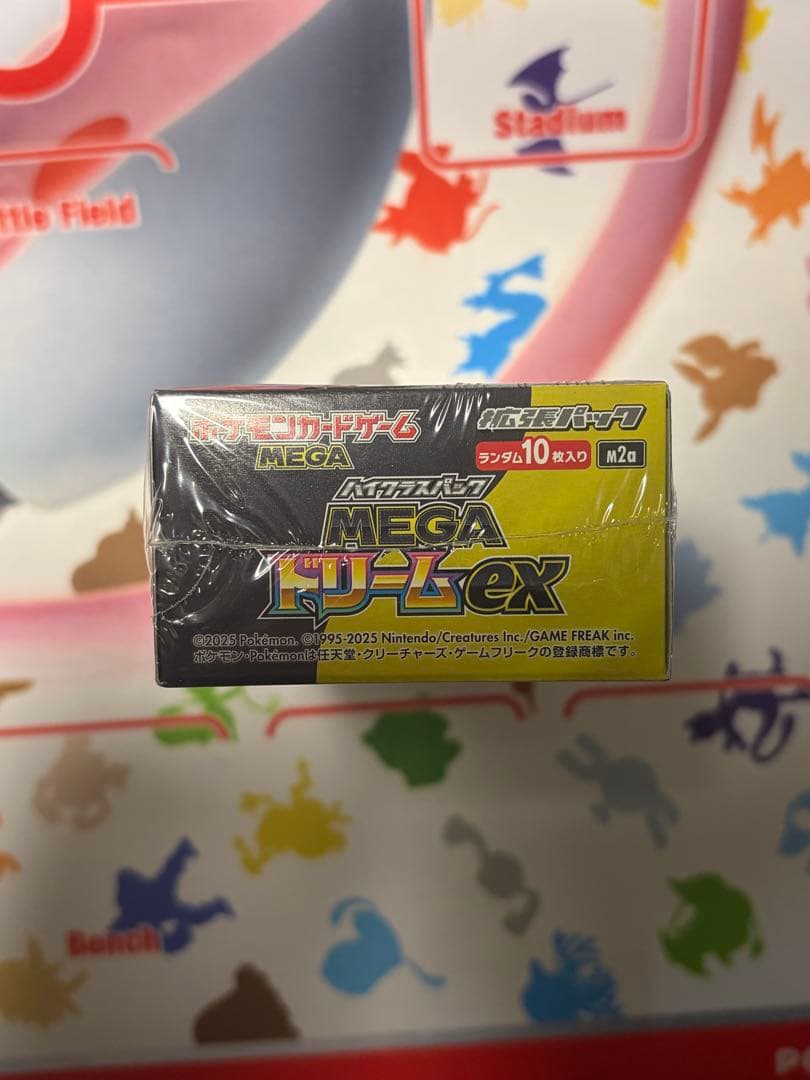 Stadium
ttle Field
ポケモンカードゲーム
MEGA
拡張パック
ランダム10枚入り
M2a
ハイクラスパック
MEGA
ドリームex
©2025 Pokémon. ©1995-2025 Nintendo/Creatures Inc./GAME FREAK inc.
ポケモン・Pokémonは任天堂・クリーチャーズ・ゲームフリークの登録商標です。
Bench